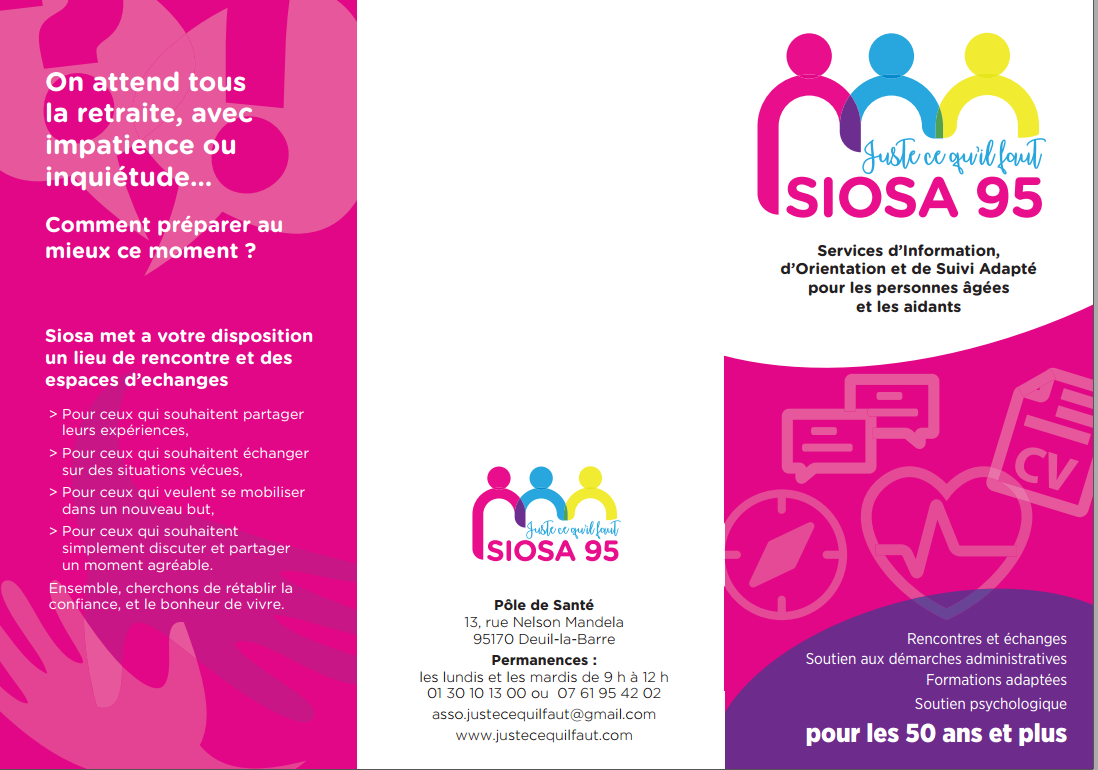 On attend tous
la retraite, avec
impatience ou
inquiétude...
Comment préparer au
mieux ce moment ?
Siosa met a votre disposition
un lieu de rencontre et des
espaces d’echanges
> Pour ceux qui souhaitent partager
leurs expériences,
> Pour ceux qui souhaitent échanger
sur des situations vécues,
> Pour ceux qui veulent se mobiliser
dans un nouveau but,
> Pour ceux qui souhaitent
simplement discuter et partager
un moment agréable.
Ensemble, cherchons de rétablir la
confiance, et le bonheur de vivre.
Juste ce qu'il faut
SIOSA 95
Pôle de Santé
13, rue Nelson Mandela
95170 Deuil-la-Barre
Permanences :
les lundis et les mardis de 9 h à 12 h
01 30 10 13 00 ou 07 61 95 42 02
asso.justecequilfaut@gmail.com
www.justecequilfaut.com
Juste ce qu'il faut
SIOSA 95
Services d’Information,
d’Orientation et de Suivi Adapté
pour les personnes âgées
et les aidants
CV
Rencontres et échanges
Soutien aux démarches administratives
Formations adaptées
Soutien psychologique
pour les 50 ans et plus